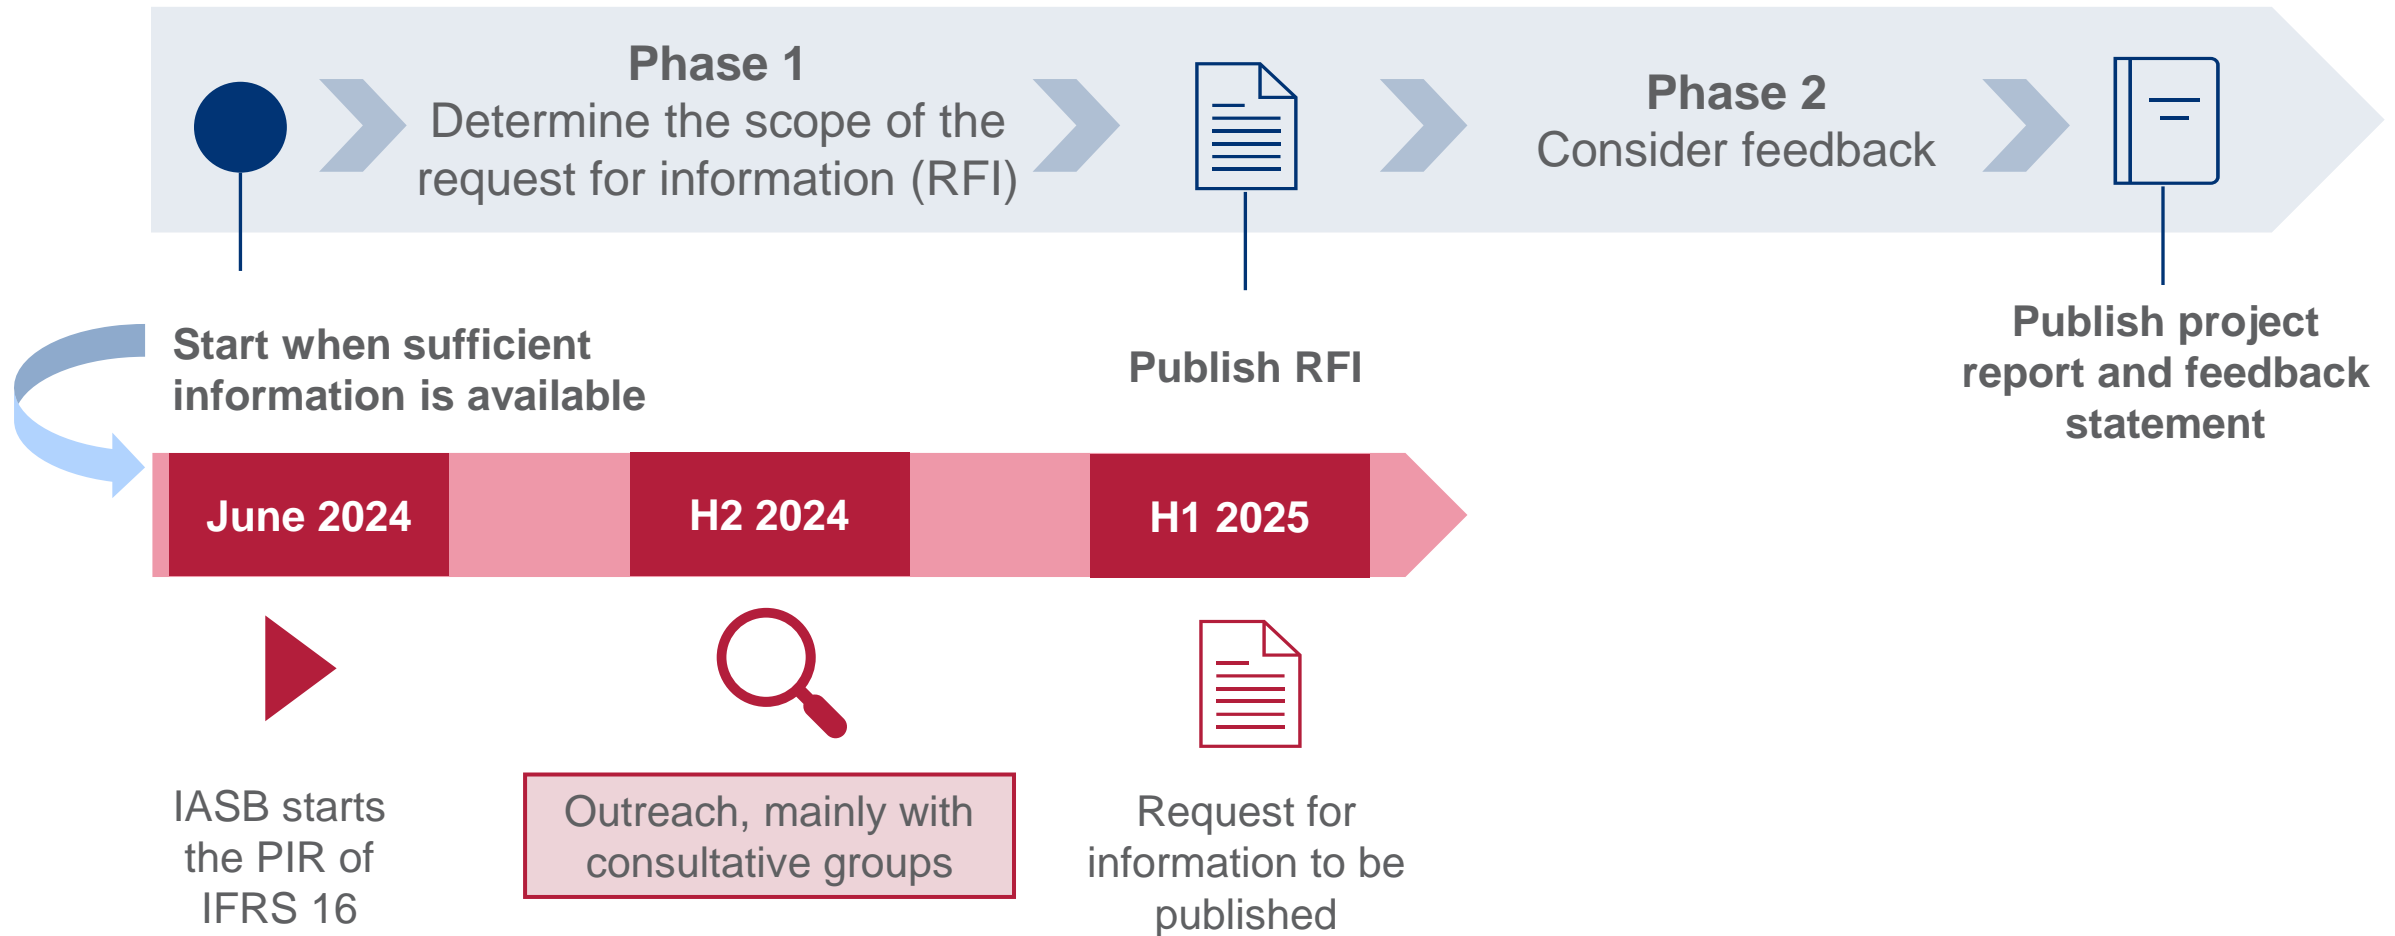 Phase 1
Determine the scope of the
request for information (RFI)
Phase 2
Consider feedback
Start when sufficient
information is available
Publish RFI
Publish project
report and feedback
statement
June 2024
H2 2024
H1 2025
IASB starts
the PIR of
IFRS 16
Outreach, mainly with
consultative groups
Request for
information to be
published